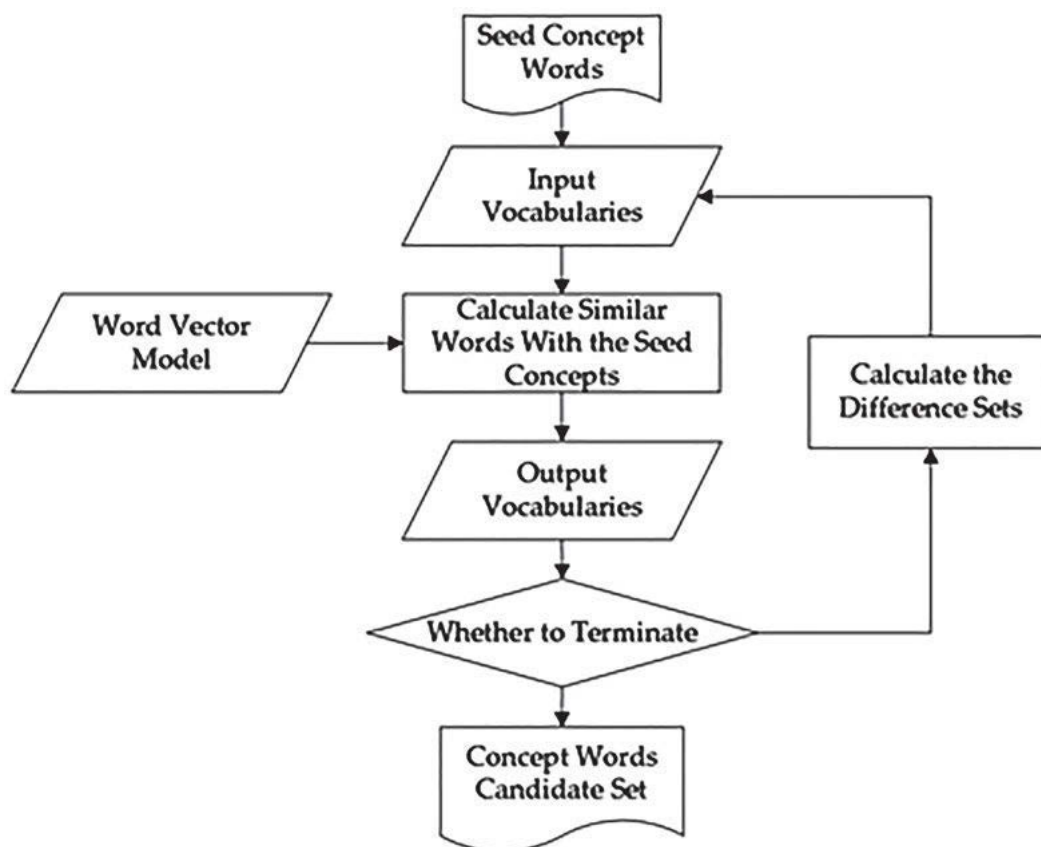 Seed Concept
Words
Input
Vocabularies
Word Vector
Model
Calculate Similar
Words With the Seed
Concepts
Calculate the
Difference Sets
Output
Vocabularies
Whether to Terminate
Concept Words
Candidate Set